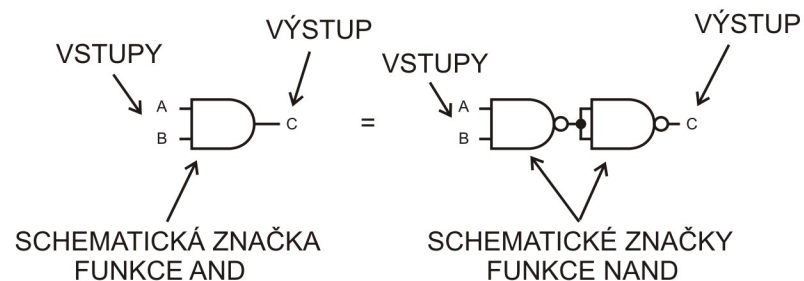 VSTUPY
VÝSTUP
A
B
C
SCHEMATICKÁ ZNAČKA
FUNKCE AND
=
VSTUPY
VÝSTUP
A
B
C
SCHEMATICKÉ ZNAČKY
FUNKCE NAND